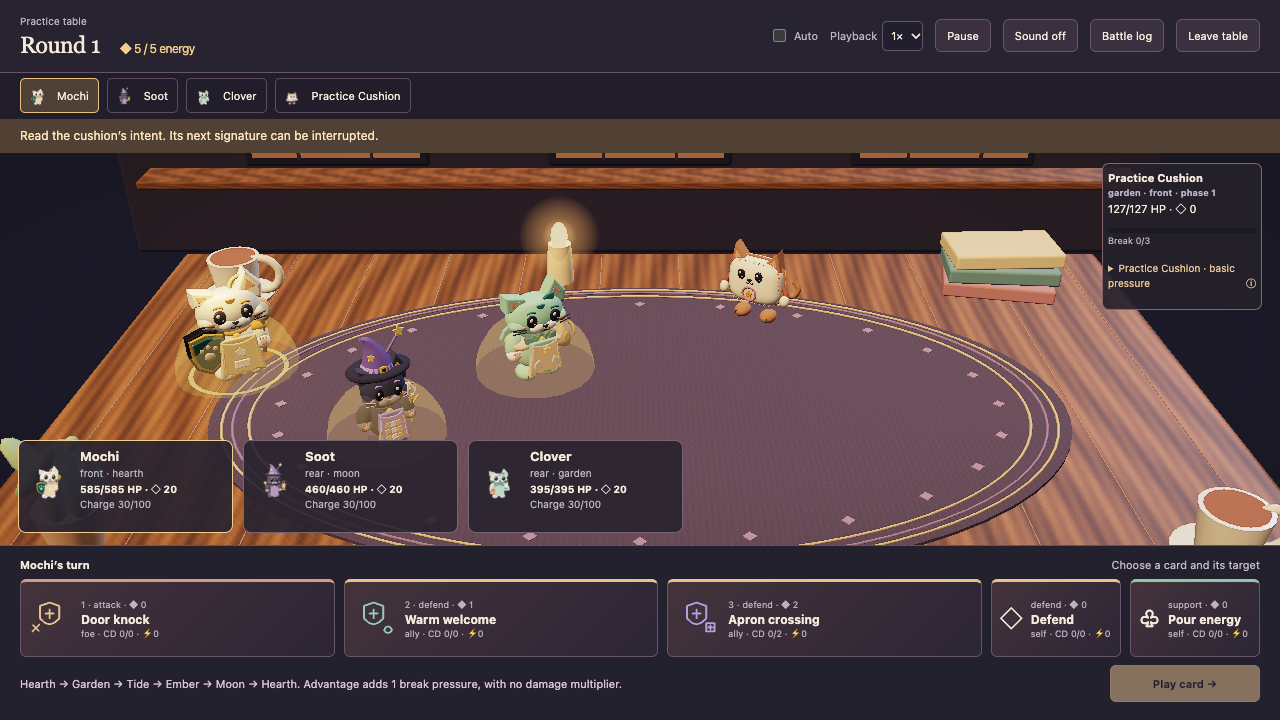 Practice table
Round 1
◆ 5 / 5 energy
Auto
Playback
1×
Pause
Sound off
Battle log
Leave table
Mochi
Soot
Clover
Practice Cushion
Read the cushion's intent. Its next signature can be interrupted.
Practice Cushion
garden · front · phase 1
127/127 HP · ◇ 0
Break 0/3
▸ Practice Cushion · basic
pressure ⓘ
Mochi
front · hearth
585/585 HP · ◇ 20
Charge 30/100
Soot
rear · moon
460/460 HP · ◇ 20
Charge 30/100
Clover
rear · garden
395/395 HP · ◇ 20
Charge 30/100
Mochi's turn
Choose a card and its target
1 · attack · ◆ 0
Door knock
foe · CD 0/0 · ⚡0
2 · defend · ◆ 1
Warm welcome
ally · CD 0/0 · ⚡0
3 · defend · ◆ 2
Apron crossing
ally · CD 0/2 · ⚡0
defend · ◆ 0
Defend
self · CD 0/0 · ⚡0
support · ◆ 0
Pour energy
self · CD 0/0 · ⚡0
Hearth → Garden → Tide → Ember → Moon → Hearth. Advantage adds 1 break pressure, with no damage multiplier.
Play card →